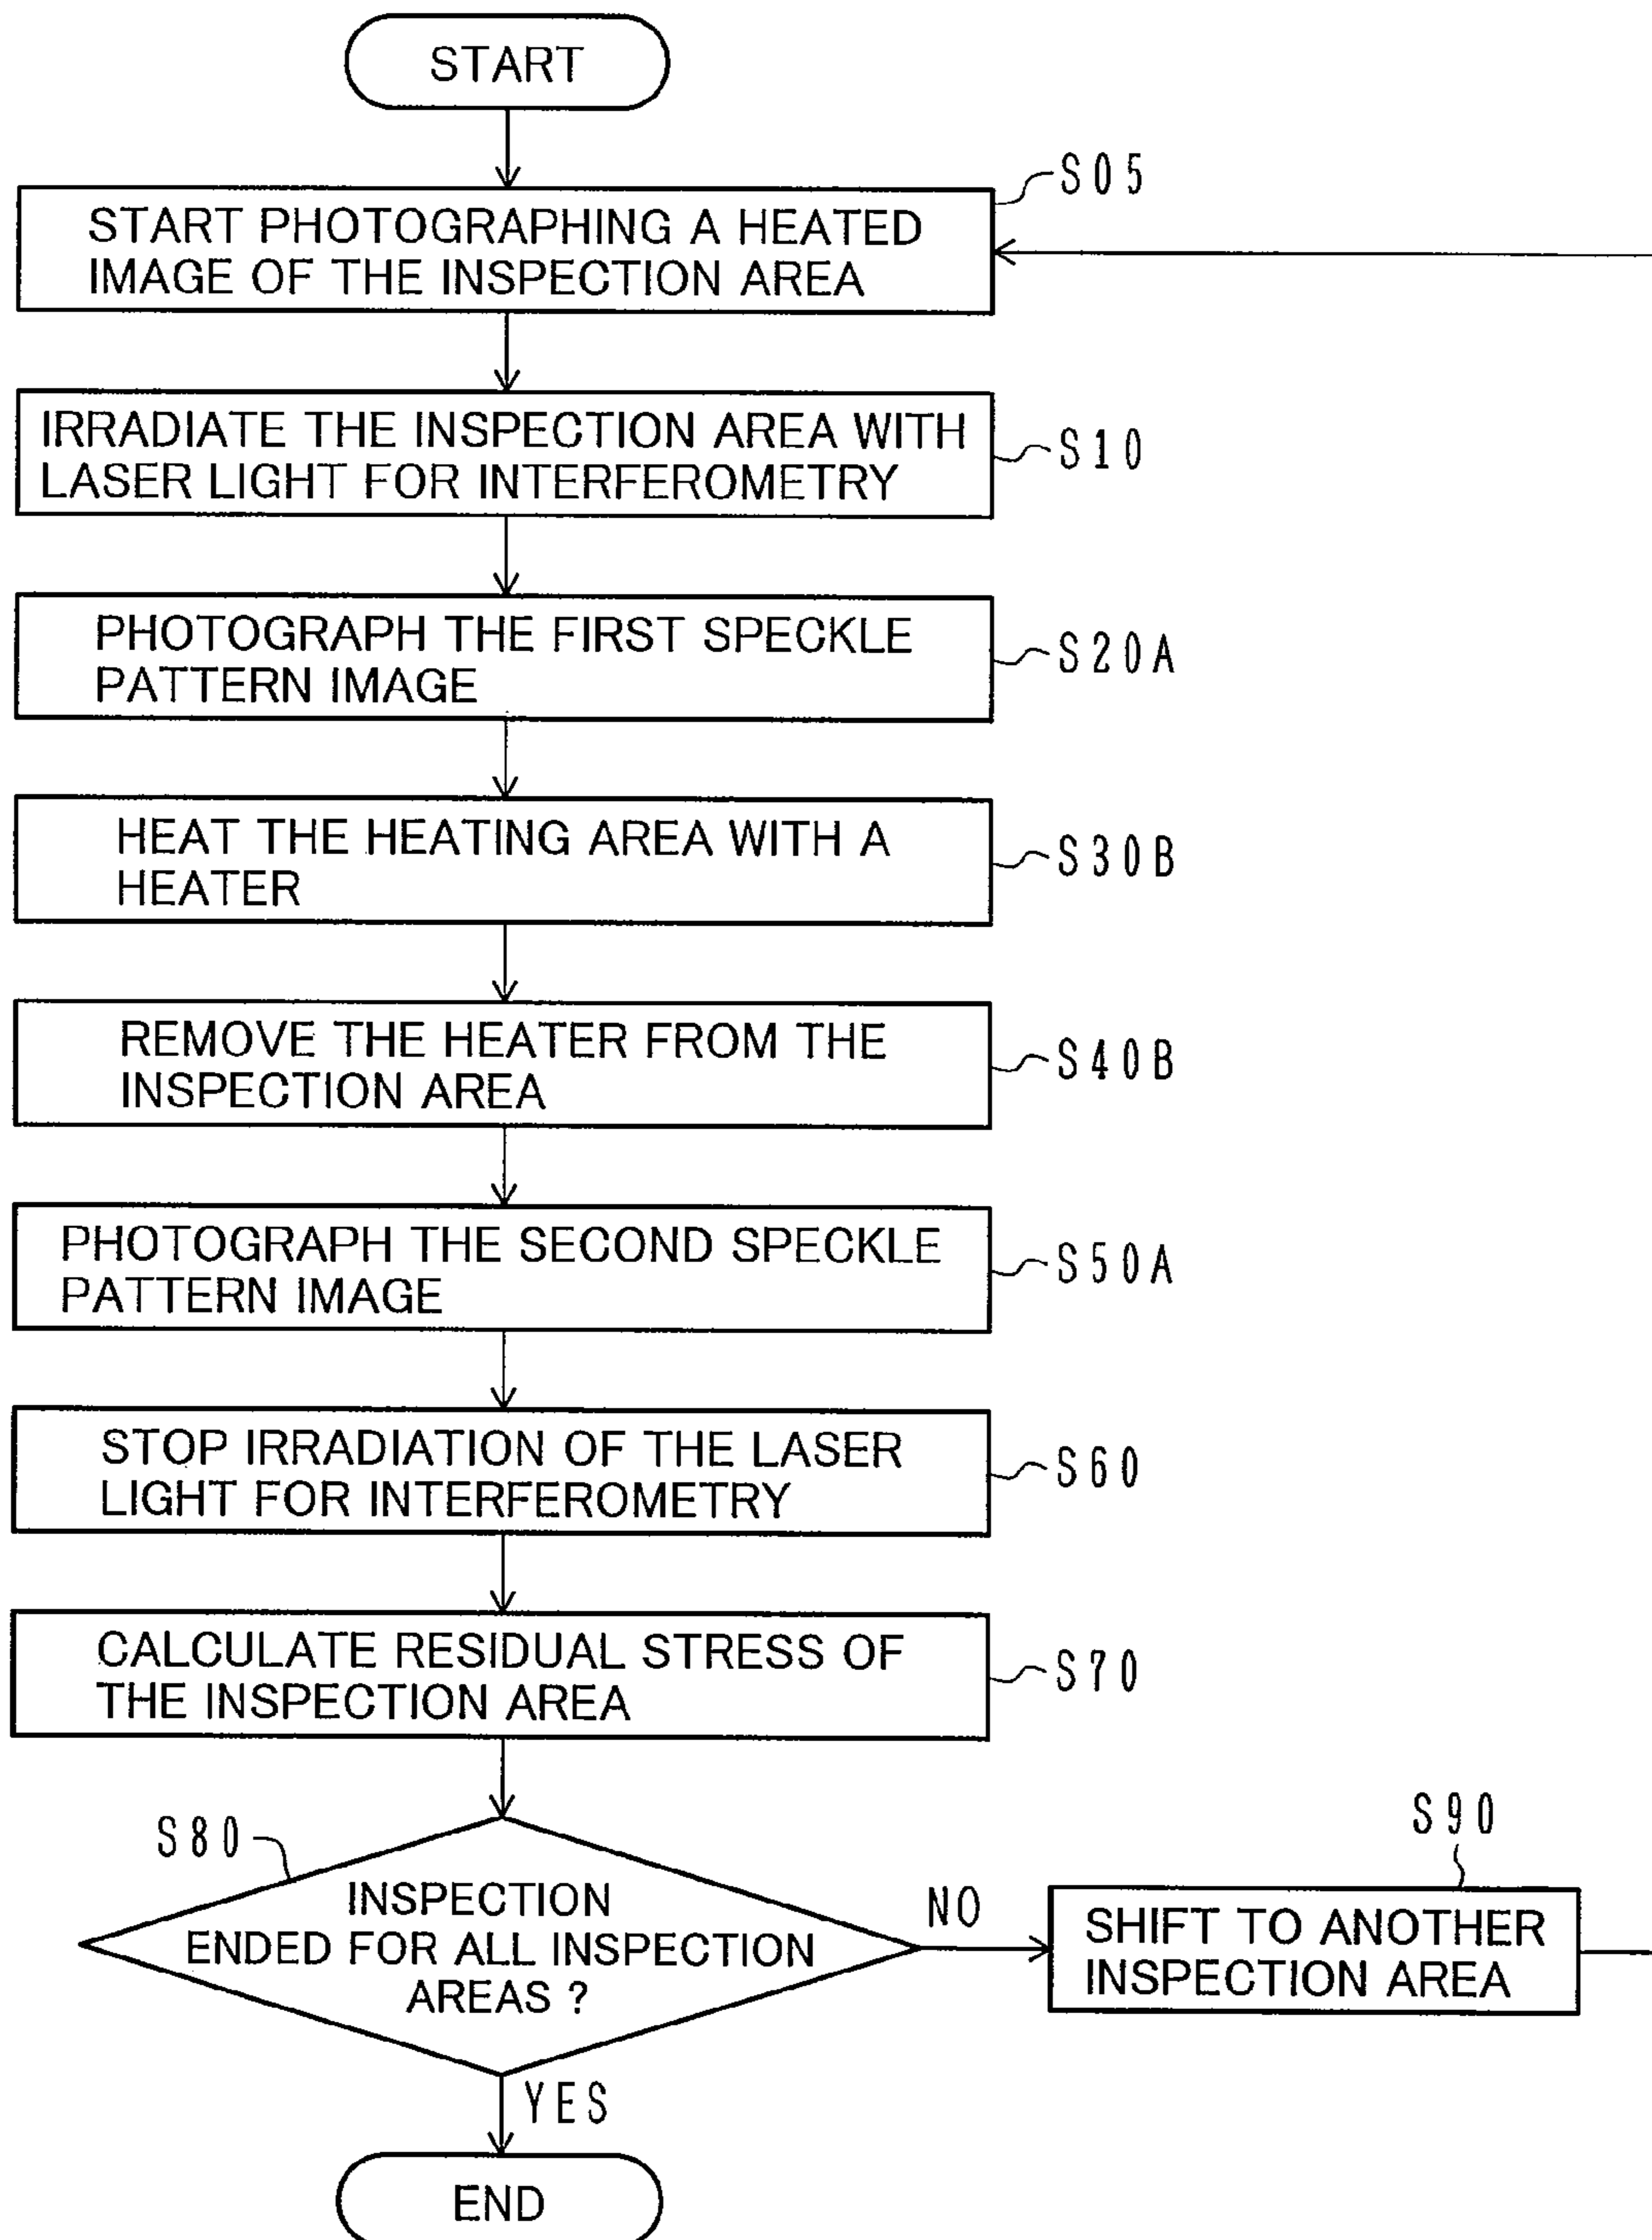 START
S05
START PHOTOGRAPHING A HEATED
IMAGE OF THE INSPECTION AREA
IRRADIATE THE INSPECTION AREA WITH
LASER LIGHT FOR INTERFEROMETRY
S10
PHOTOGRAPH THE FIRST SPECKLE
PATTERN IMAGE
S20A
HEAT THE HEATING AREA WITH A
HEATER
S30B
REMOVE THE HEATER FROM THE
INSPECTION AREA
S40B
PHOTOGRAPH THE SECOND SPECKLE
PATTERN IMAGE
S50A
STOP IRRADIATION OF THE LASER
LIGHT FOR INTERFEROMETRY
S60
CALCULATE RESIDUAL STRESS OF
THE INSPECTION AREA
S70
S80
INSPECTION
ENDED FOR ALL INSPECTION
AREAS ?
NO
S90
SHIFT TO ANOTHER
INSPECTION AREA
YES
END